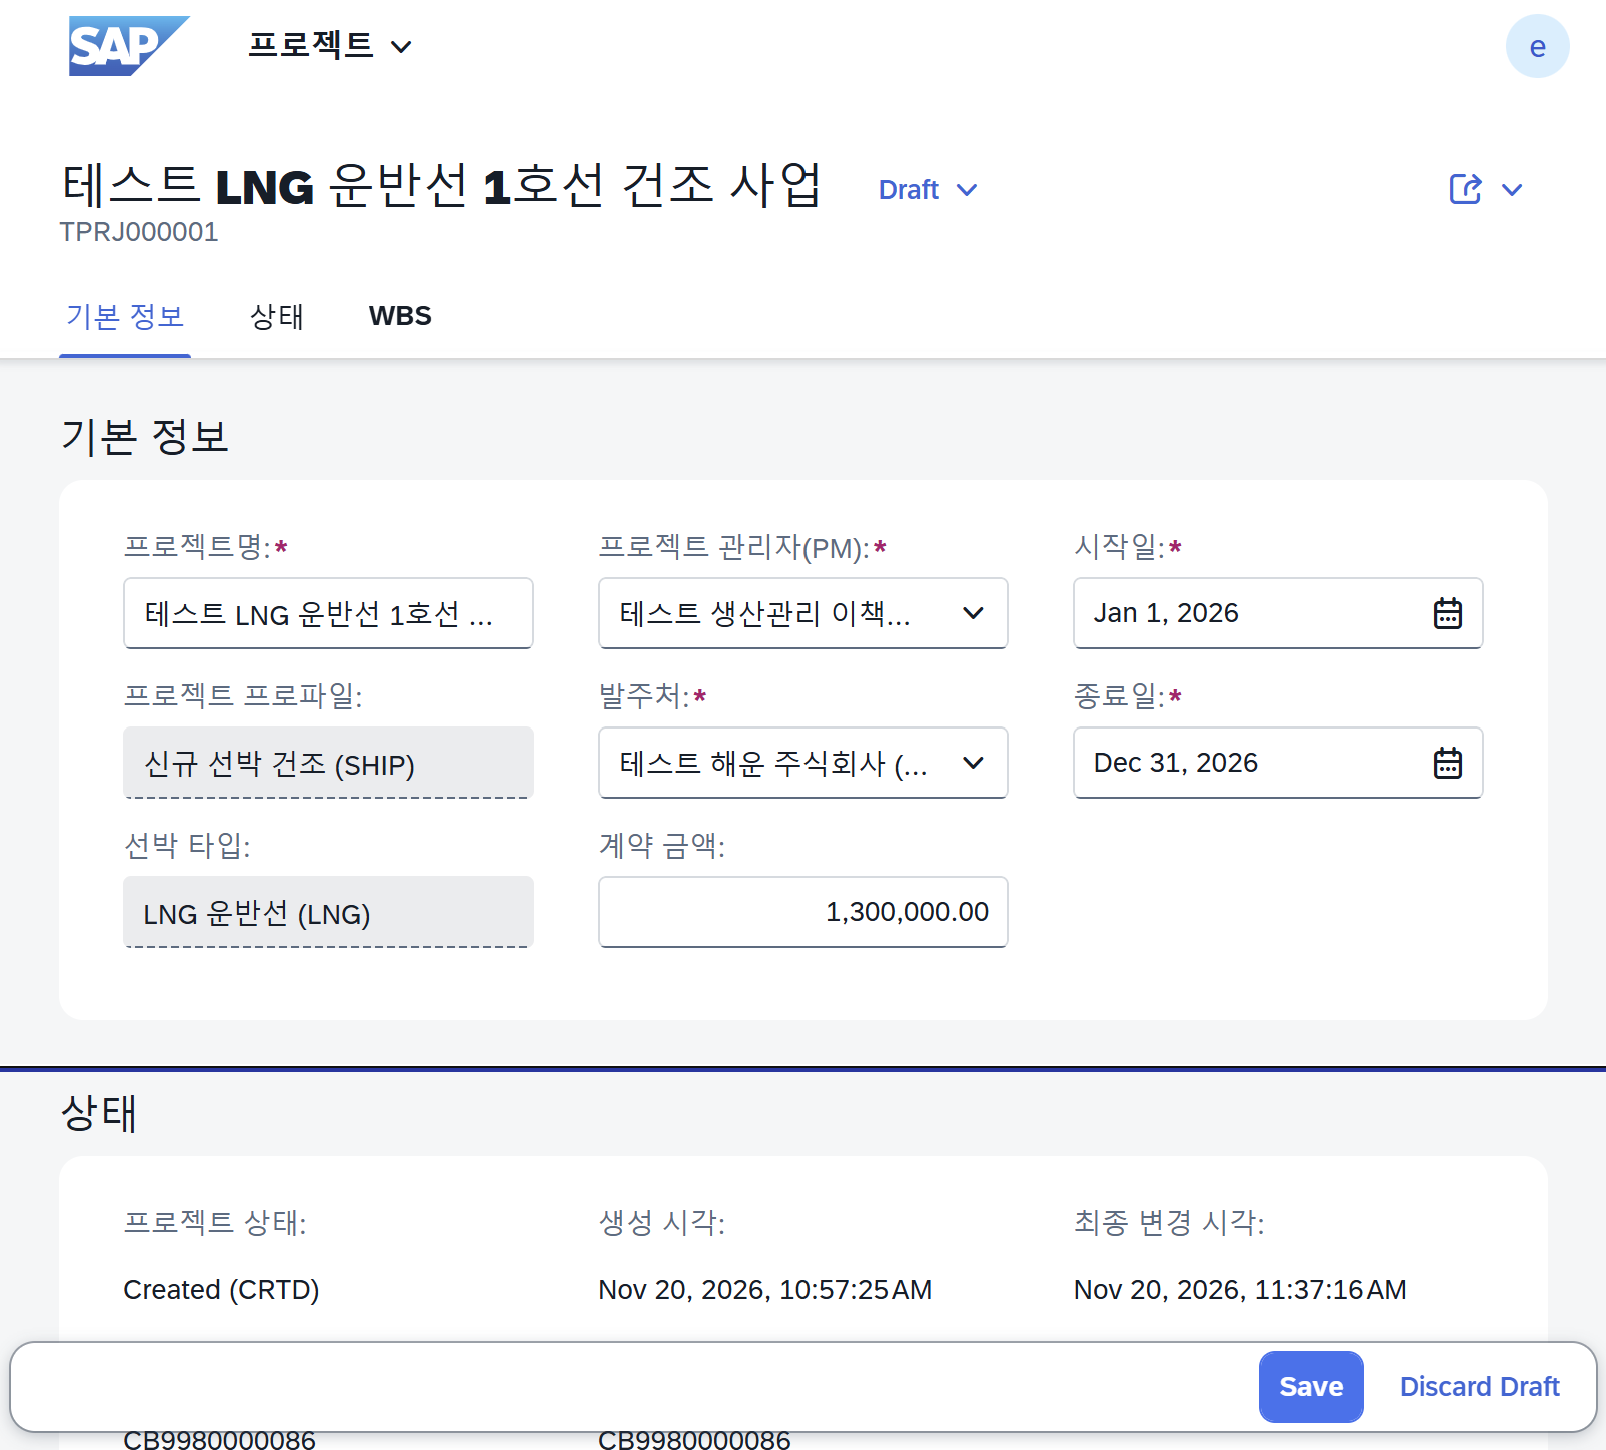 SAP 프로젝트 e
테스트 LNG 운반선 1호선 건조 사업 Draft
TPRJ000001
기본 정보 상태 WBS
기본 정보
프로젝트명:* 프로젝트 관리자(PM):* 시작일:*
테스트 LNG 운반선 1호선 ... 테스트 생산관리 이책... Jan 1, 2026
프로젝트 프로파일: 발주처:* 종료일:*
신규 선박 건조 (SHIP) 테스트 해운 주식회사 (... Dec 31, 2026
선박 타입: 계약 금액:
LNG 운반선 (LNG) 1,300,000.00
상태
프로젝트 상태: 생성 시각: 최종 변경 시각:
Created (CRTD) Nov 20, 2026, 10:57:25 AM Nov 20, 2026, 11:37:16 AM
Save Discard Draft
CB9980000086 CB9980000086